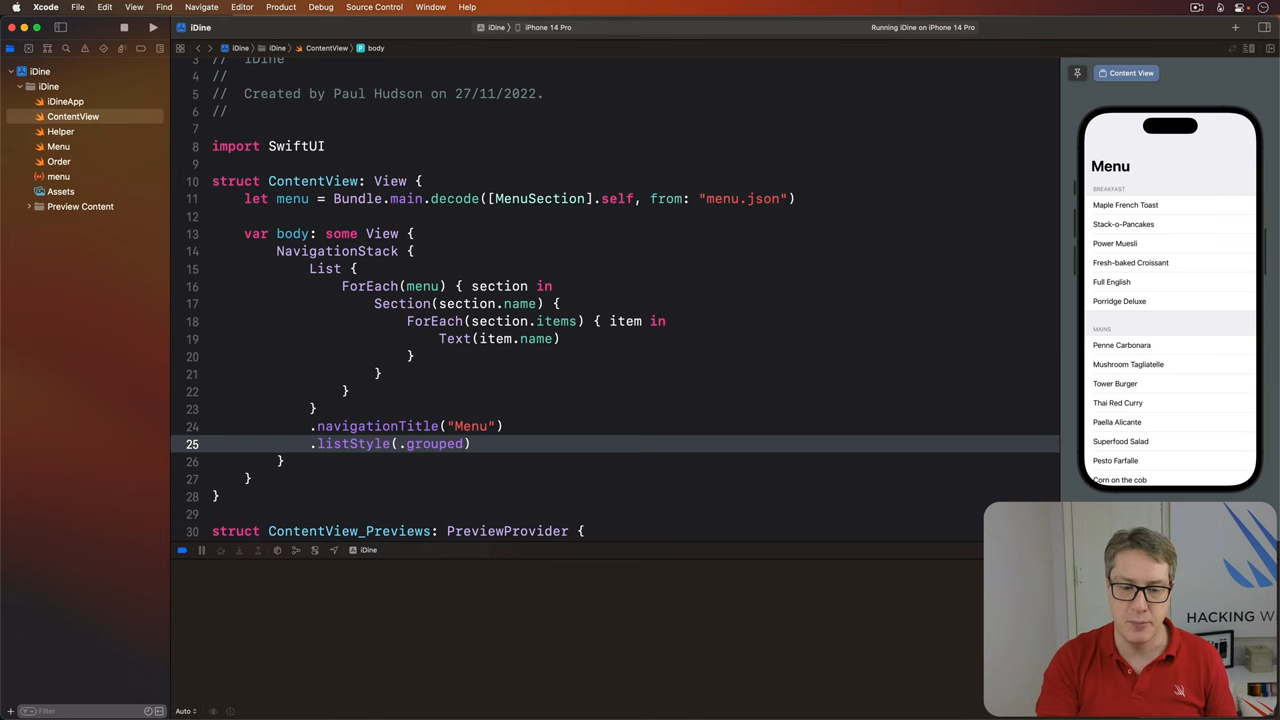 Xcode File Edit View Find Navigate Editor Product Debug Source Control Window Help
iDine
iDine iPhone 14 Pro
Running iDine on iPhone 14 Pro
iDine iDine ContentView body
iDine
iDine
iDineApp
ContentView
Helper
Menu
Order
menu
Assets
Preview Content
3 // iDine
4 //
5 // Created by Paul Hudson on 27/11/2022.
6 //
7
8 import SwiftUI
9
10 struct ContentView: View {
11 let menu = Bundle.main.decode([MenuSection].self, from: "menu.json")
12
13 var body: some View {
14 NavigationStack {
15 List {
16 ForEach(menu) { section in
17 Section(section.name) {
18 ForEach(section.items) { item in
19 Text(item.name)
20 }
21 }
22 }
23 }
24 .navigationTitle("Menu")
25 .listStyle(.grouped)
26 }
27 }
28 }
29
30 struct ContentView_Previews: PreviewProvider {
Content View
Menu
BREAKFAST
Maple French Toast
Stack-o-Pancakes
Power Muesli
Fresh-baked Croissant
Full English
Porridge Deluxe
MAINS
Penne Carbonara
Mushroom Tagliatelle
Tower Burger
Thai Red Curry
Paella Alicante
Superfood Salad
Pesto Farfalle
Corn on the cob
iDine
HACKING W
Filter
Auto